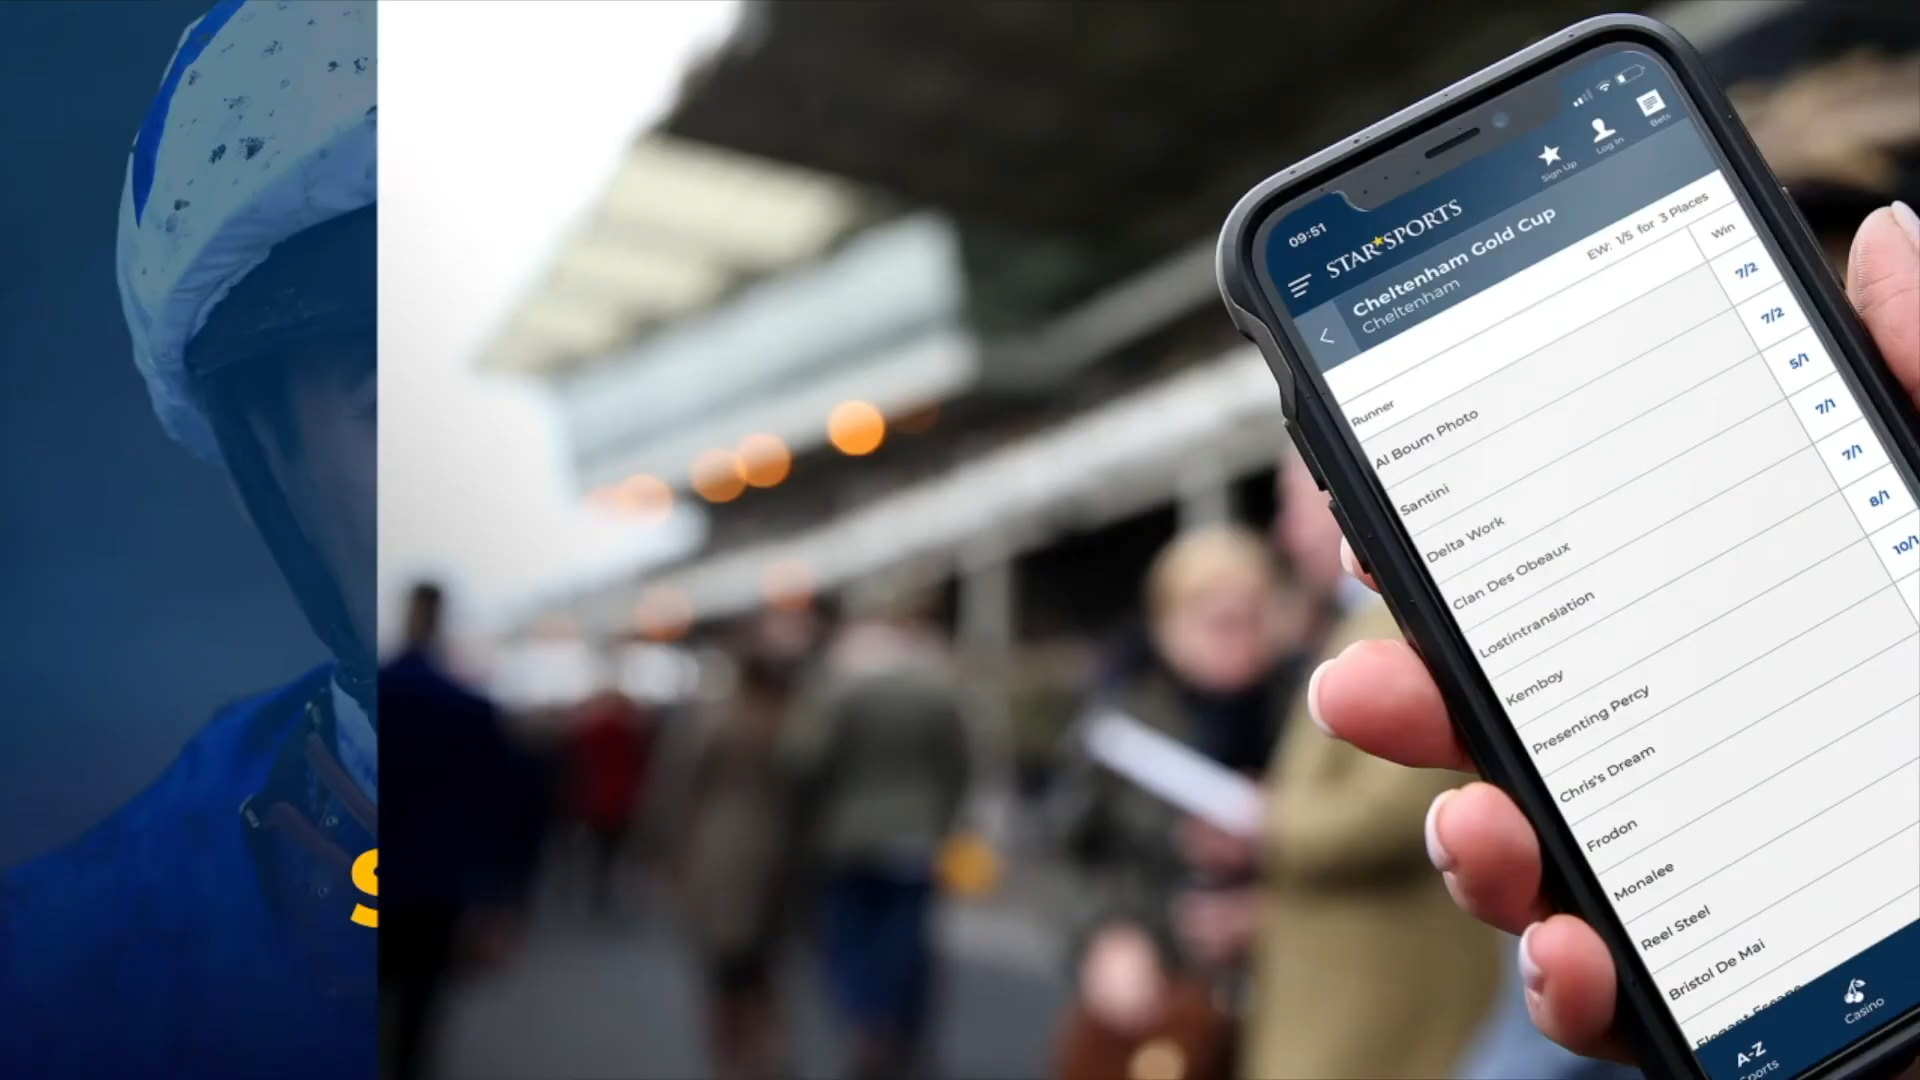 S
09:51
STAR★SPORTS
Sign Up
Log In
Bets
Cheltenham Gold Cup
Cheltenham
EW: 1/5 for 3 Places
Runner
Win
Al Boum Photo
7/2
Santini
7/2
Delta Work
5/1
Clan Des Obeaux
7/1
Lostintranslation
7/1
Kemboy
8/1
Presenting Percy
10/1
Chris's Dream
Frodon
Monalee
Reel Steel
Bristol De Mai
A-Z
Casino